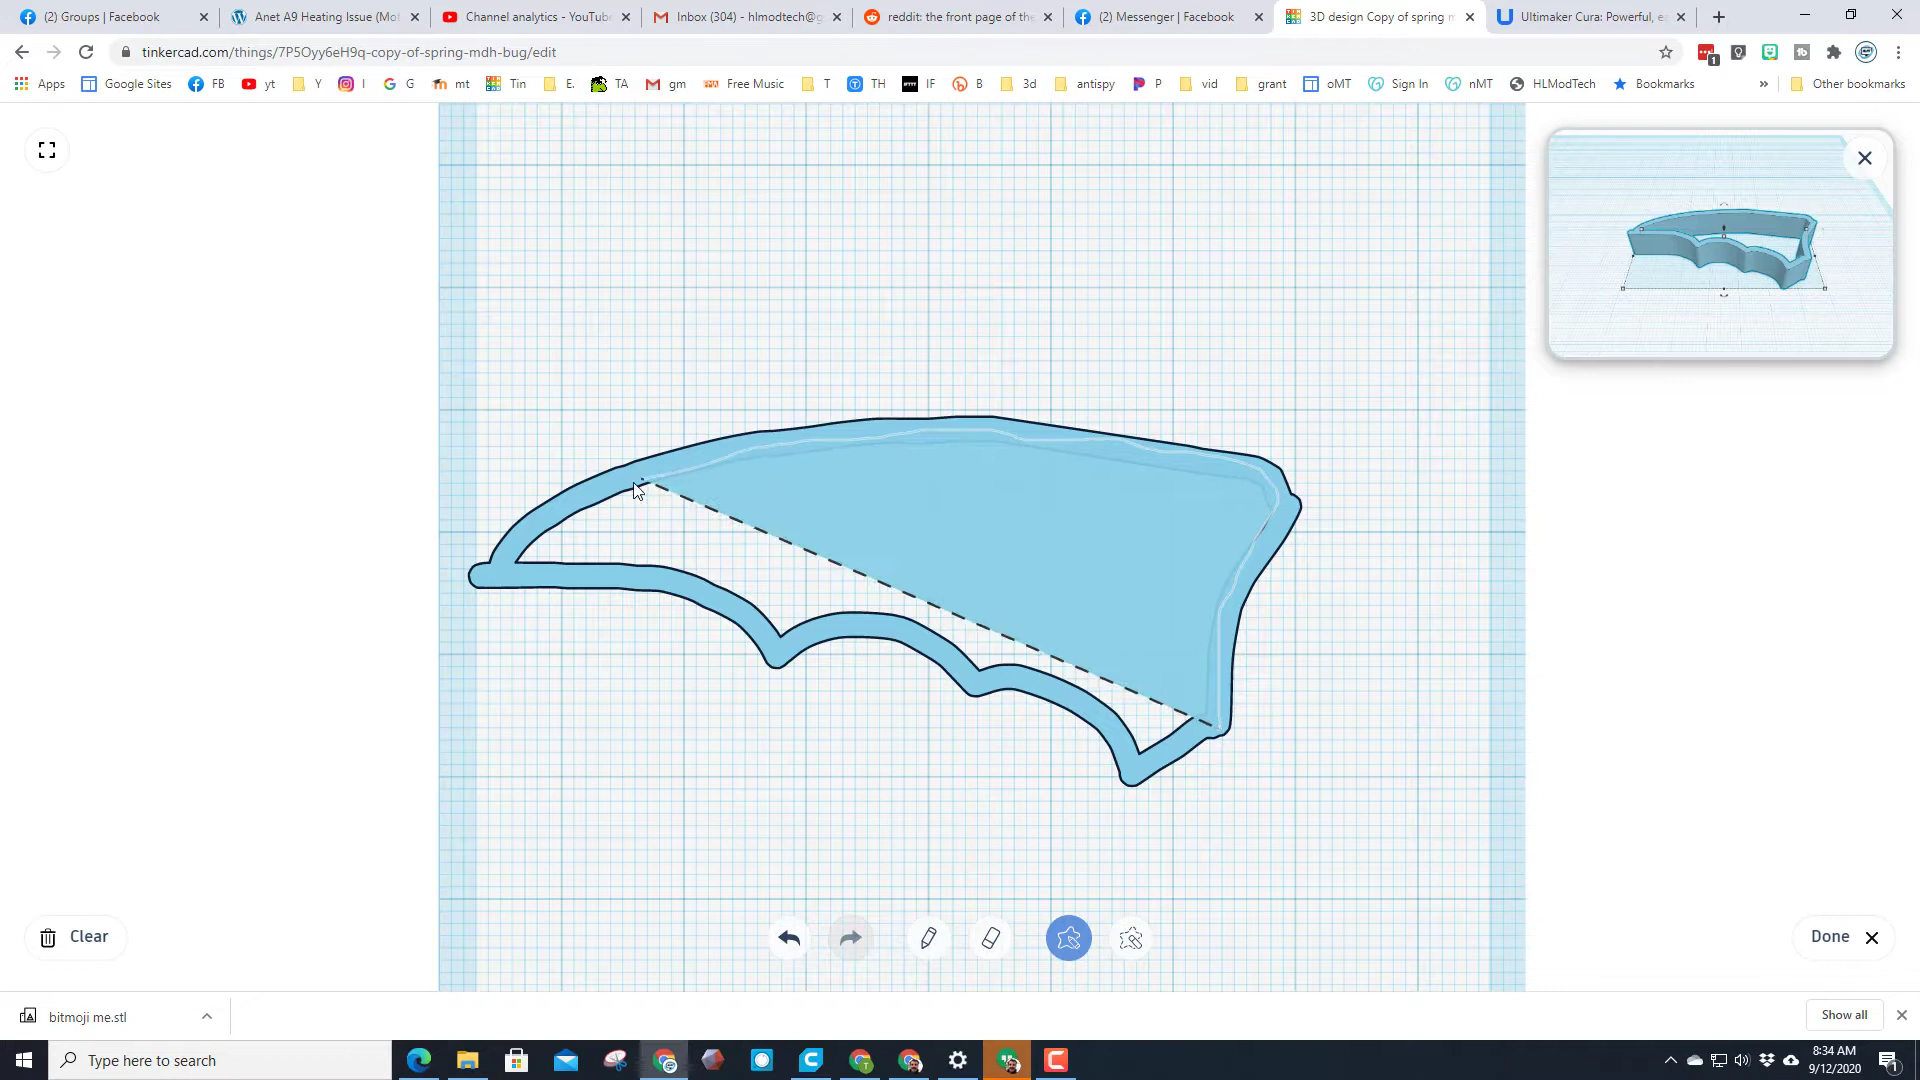 (2) Groups | Facebook
Anet A9 Heating Issue (Mot
Channel analytics - YouTube
Inbox (304) - hlmodtech@g
reddit: the front page of the
(2) Messenger | Facebook
3D design Copy of spring m
Ultimaker Cura: Powerful, e
tinkercad.com/things/7P5Oyy6eH9q-copy-of-spring-mdh-bug/edit
1
Apps
Google Sites
FB
yt
Y
I
G
mt
Tin
E.
TA
gm
Free Music
T
TH
IF
B
3d
antispy
P
vid
grant
oMT
Sign In
nMT
HLModTech
Bookmarks
Other bookmarks
Clear
Done
bitmoji me.stl
Show all
Type here to search
8:34 AM
9/12/2020
1